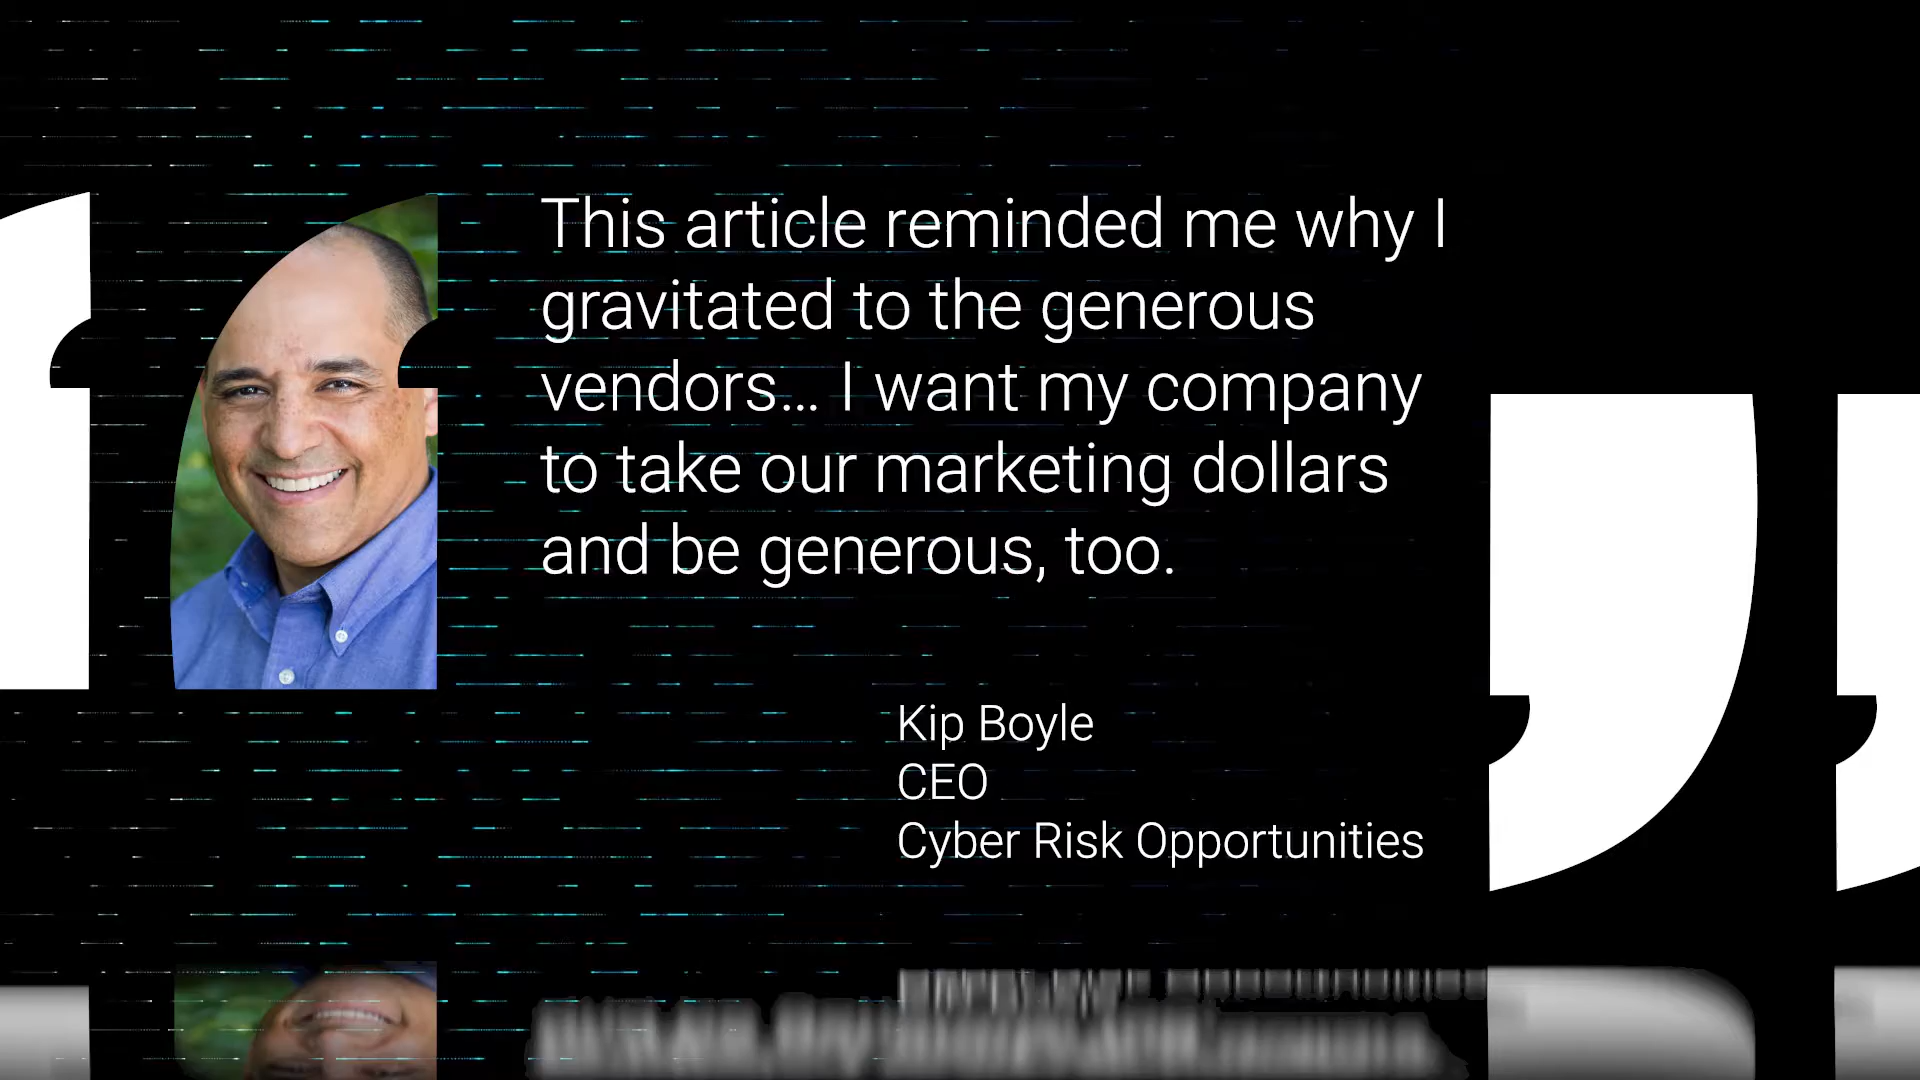 This article reminded me why I
gravitated to the generous
vendors... I want my company
to take our marketing dollars
and be generous, too.
Kip Boyle
CEO
Cyber Risk Opportunities